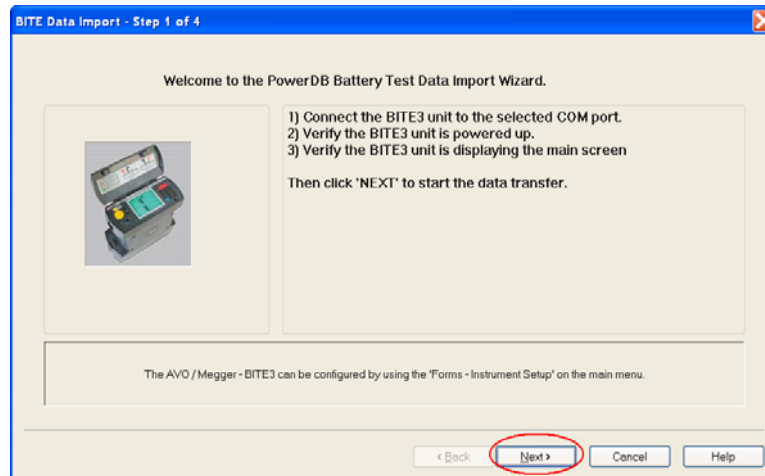 BITE Data Import - Step 1 of 4
Welcome to the PowerDB Battery Test Data Import Wizard.
1) Connect the BITE3 unit to the selected COM port.
2) Verify the BITE3 unit is powered up.
3) Verify the BITE3 unit is displaying the main screen
Then click 'NEXT' to start the data transfer.
The AVO / Megger - BITE3 can be configured by using the 'Forms - Instrument Setup' on the main menu.
< Back
Next >
Cancel
Help